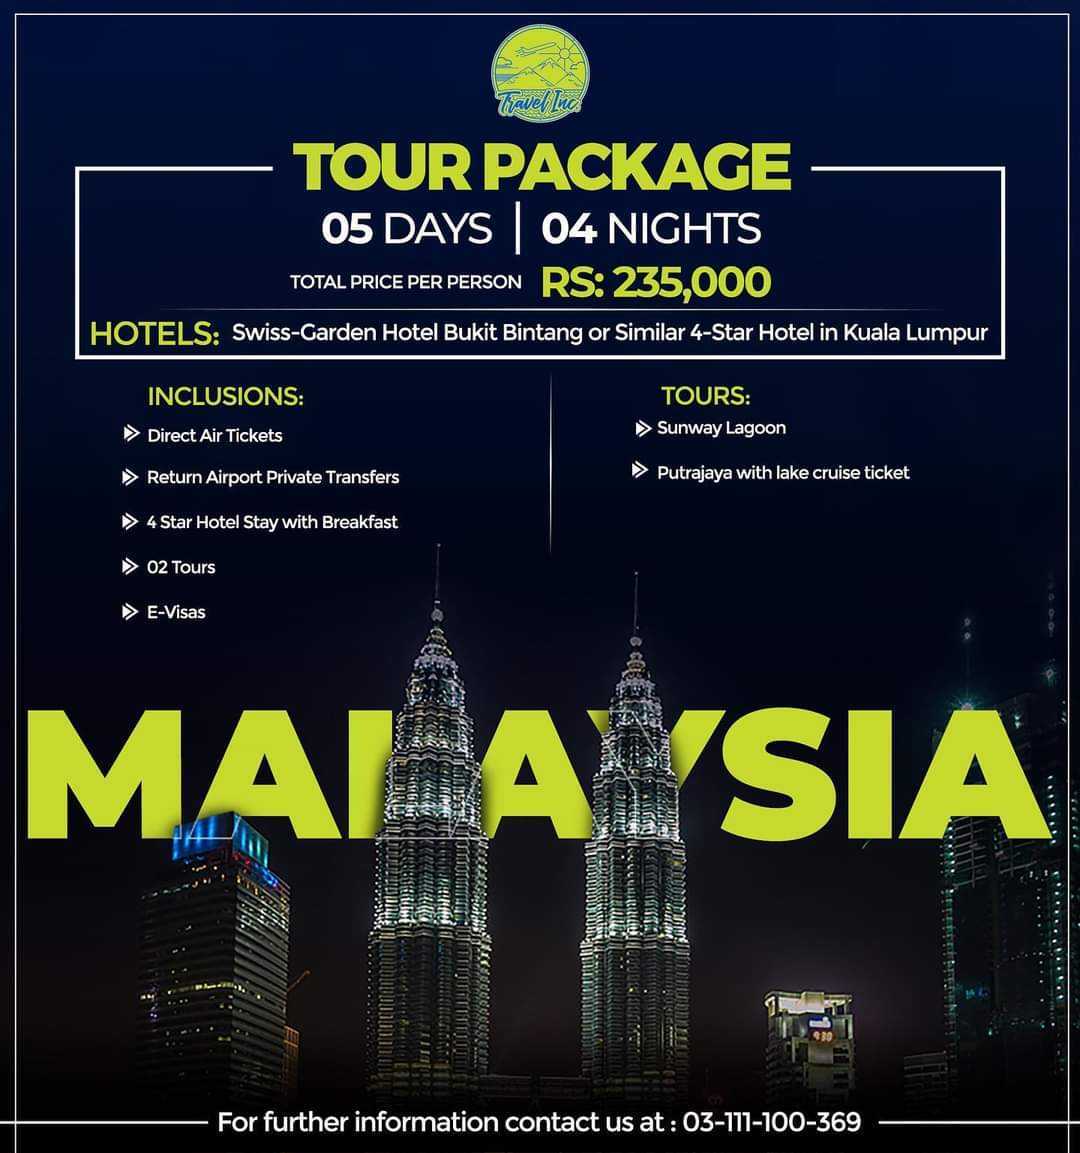 Travel Inc.
TOUR PACKAGE
05 DAYS | 04 NIGHTS
TOTAL PRICE PER PERSON RS: 235,000
HOTELS: Swiss-Garden Hotel Bukit Bintang or Similar 4-Star Hotel in Kuala Lumpur
INCLUSIONS:
Direct Air Tickets
Return Airport Private Transfers
4 Star Hotel Stay with Breakfast
02 Tours
E-Visas
TOURS:
Sunway Lagoon
Putrajaya with lake cruise ticket
MALAYSIA
For further information contact us at : 03-111-100-369